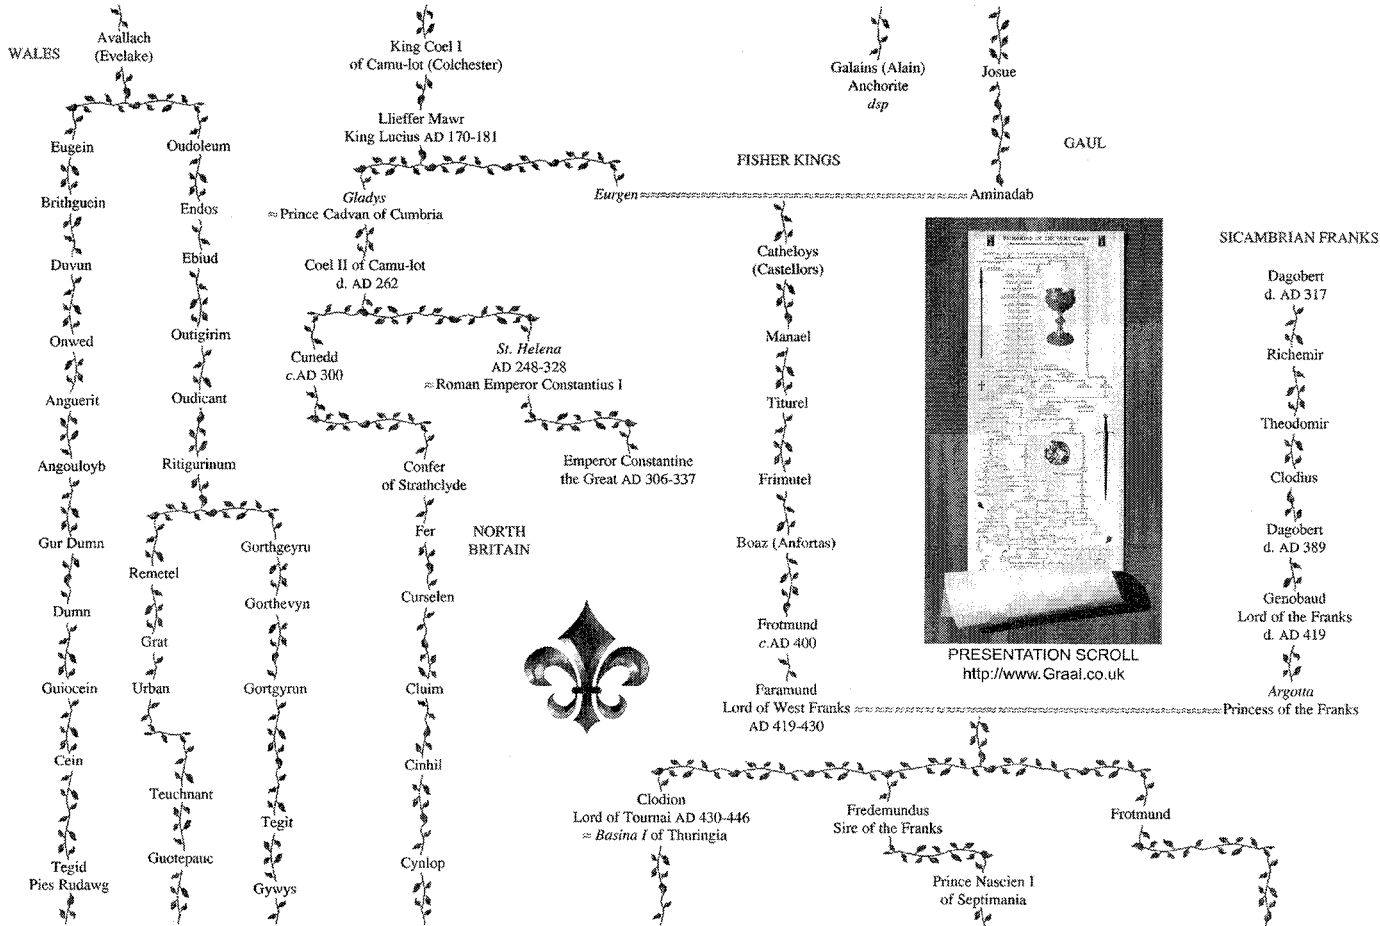 WALES
Avallach
(Evelake)
Eugein
Brithguein
Duvun
Onwed
Anguerit
Angouloyb
Gur Dumn
Dumn
Guiocein
Cein
Tegid
Pies Rudawg
Oudoleum
Endos
Ebiud
Outigirim
Oudicant
Ritigurinum
Remetel
Grat
Urban
Teuchnant
Guotepauc
Gorthgeyru
Gorthevyn
Gortgyrun
Tegit
Gywys
King Coel I
of Camu-lot (Colchester)
Llieffer Mawr
King Lucius AD 170-181
Gladys
≈ Prince Cadvan of Cumbria
Coel II of Camu-lot
d. AD 262
Cunedd
c.AD 300
St. Helena
AD 248-328
≈ Roman Emperor Constantius I
Emperor Constantine
the Great AD 306-337
Confer
of Strathclyde
Fer
NORTH
BRITAIN
Curselen
Cluim
Cinhil
Cynlop
Galains (Alain)
Anchorite
dsp
Josue
GAUL
FISHER KINGS
Eurgen
Aminadab
Catheloys
(Castellors)
Manael
Titurel
Frimutel
Boaz (Anfortas)
Frotmund
c.AD 400
Faramund
Lord of West Franks
AD 419-430
PRESENTATION SCROLL
http://www.Graal.co.uk
SICAMBRIAN FRANKS
Dagobert
d. AD 317
Richemir
Theodomir
Clodius
Dagobert
d. AD 389
Genobaud
Lord of the Franks
d. AD 419
Argotta
Princess of the Franks
Clodion
Lord of Tournai AD 430-446
≈ Basina I of Thuringia
Fredemundus
Sire of the Franks
Prince Nascien I
of Septimania
Frotmund